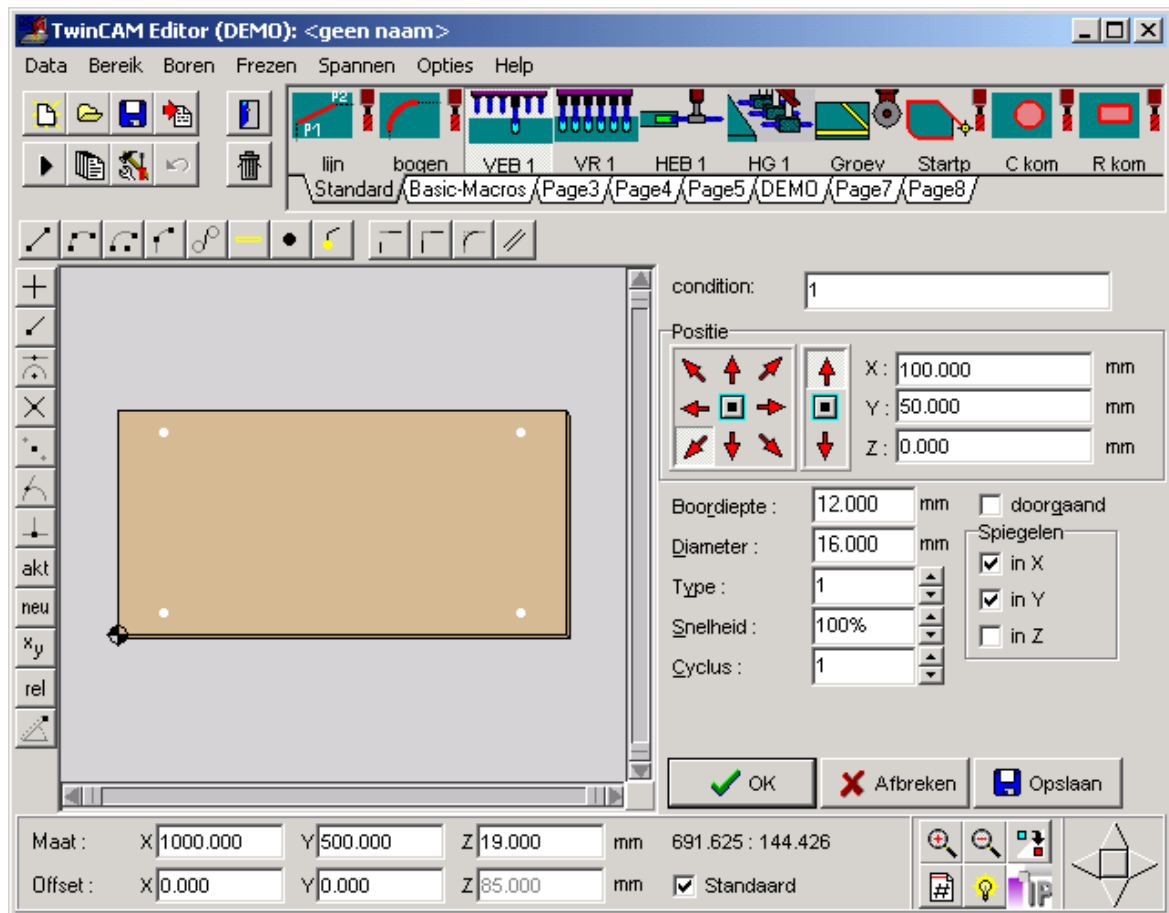 TwinCAM Editor (DEMO): <geen naam>
Data Bereik Boren Frezen Spannen Opties Help
P2
P1
lijn bogen VEB 1 VR 1 HEB 1 HG 1 Groev Startp C kom R kom
Standard Basic-Macros Page3 Page4 Page5 DEMO Page7 Page8
condition: 1
Positie
X : 100.000 mm
Y : 50.000 mm
Z : 0.000 mm
Boordiepte : 12.000 mm doorgaand
Diameter : 16.000 mm Spiegelen
in X
Type : 1
in Y
Snelheid : 100%
in Z
Cyclus : 1
akt
neu
xy
rel
OK Afbreken Opslaan
Maat : X 1000.000 Y 500.000 Z 19.000 mm 691.625 : 144.426
Offset : X 0.000 Y 0.000 Z 85.000 mm Standaard
#
IP